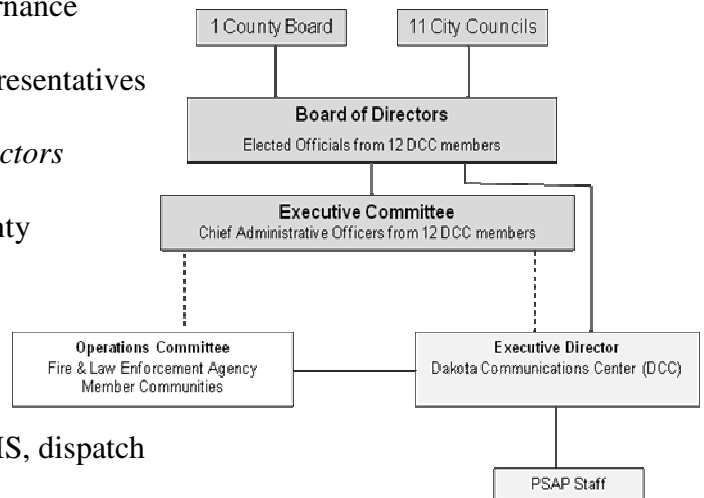 rnance
1 County Board
11 City Councils
resentatives
Board of Directors
Elected Officials from 12 DCC members
ctors
Executive Committee
nty
Chief Administrative Officers from 12 DCC members
Operations Committee
Fire & Law Enforcement Agency
Member Communities
Executive Director
Dakota Communications Center (DCC)
IS, dispatch
PSAP Staff